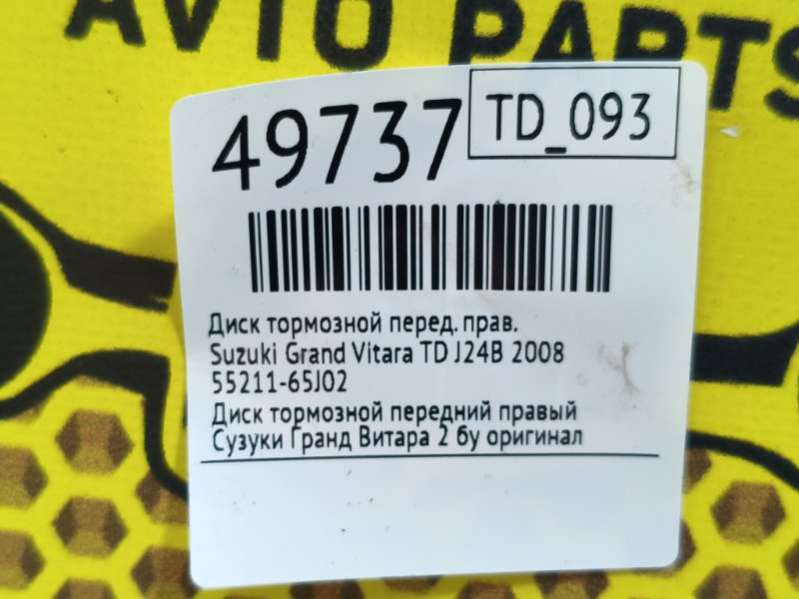 AVTO PARTS
49737
TD_093
Диск тормозной перед. прав.
Suzuki Grand Vitara TD J24B 2008
55211-65J02
Диск тормозной передний правый
Сузуки Гранд Витара 2 бу оригинал